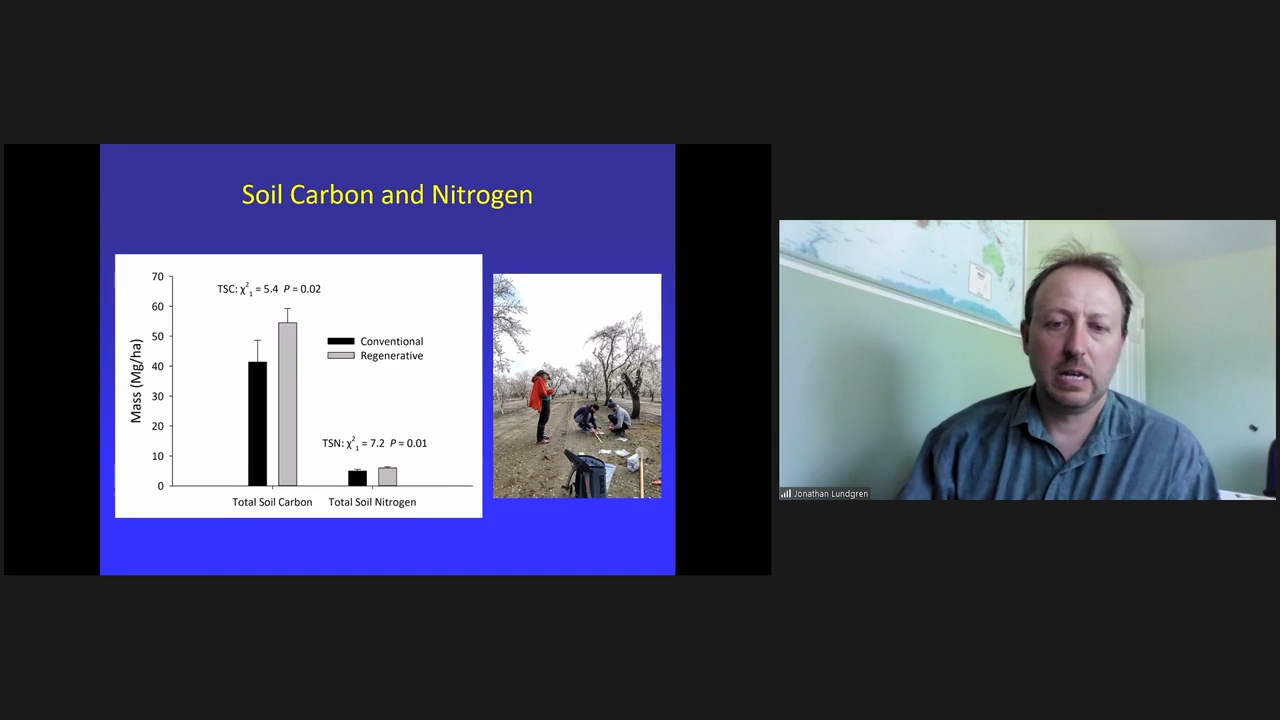 Soil Carbon and Nitrogen
70
60
50
40
30
20
10
0
Mass (Mg/ha)
TSC: χ²₁ = 5.4 P = 0.02
Conventional
Regenerative
TSN: χ²₁ = 7.2 P = 0.01
Total Soil Carbon Total Soil Nitrogen
Jonathan Lundgren